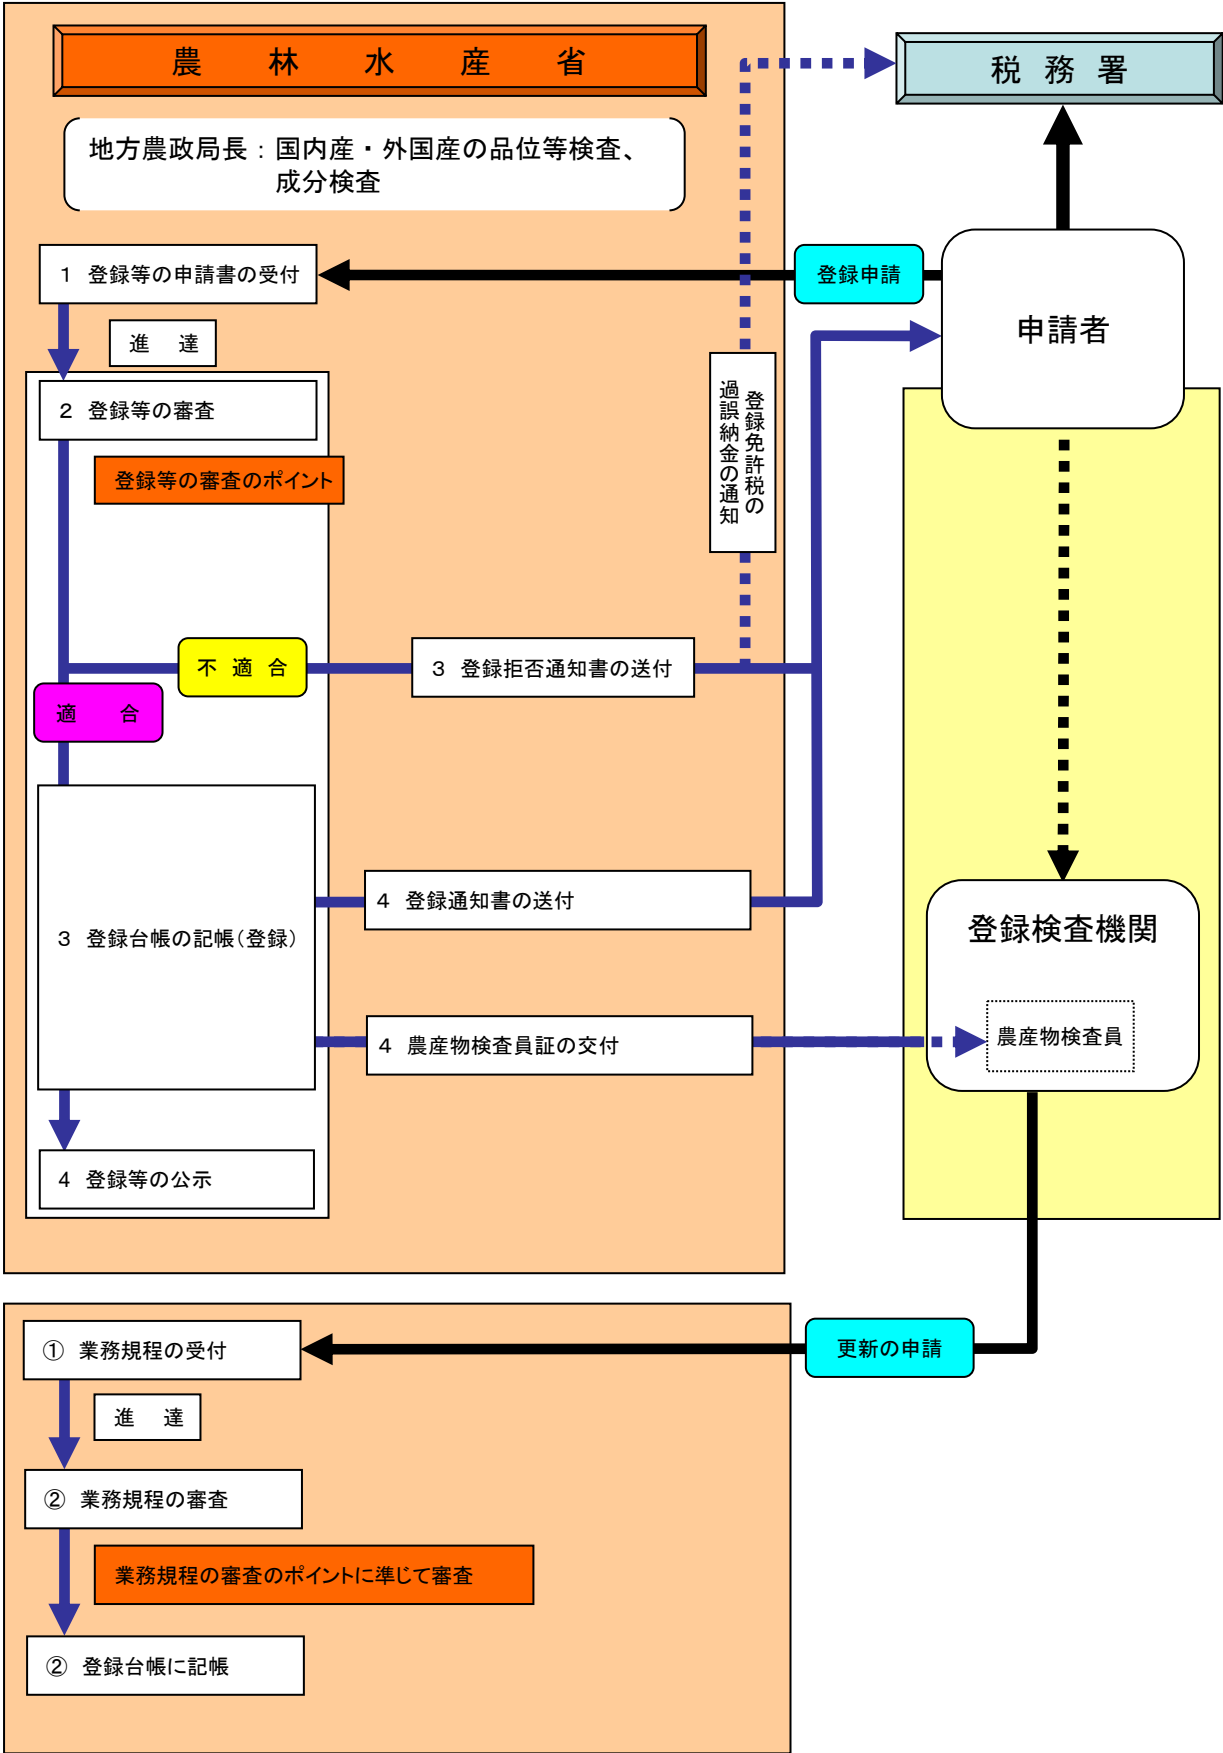 農林水産省
税務署
地方農政局長：国内産・外国産の品位等検査、
成分検査
1 登録等の申請書の受付
登録申請
申請者
進達
2 登録等の審査
登録等の審査のポイント
登録免許税の
過誤納金の通知
不適合
3 登録拒否通知書の送付
適合
3 登録台帳の記帳（登録）
4 登録通知書の送付
登録検査機関
4 農産物検査員証の交付
農産物検査員
4 登録等の公示
① 業務規程の受付
更新の申請
進達
② 業務規程の審査
業務規程の審査のポイントに準じて審査
② 登録台帳に記帳